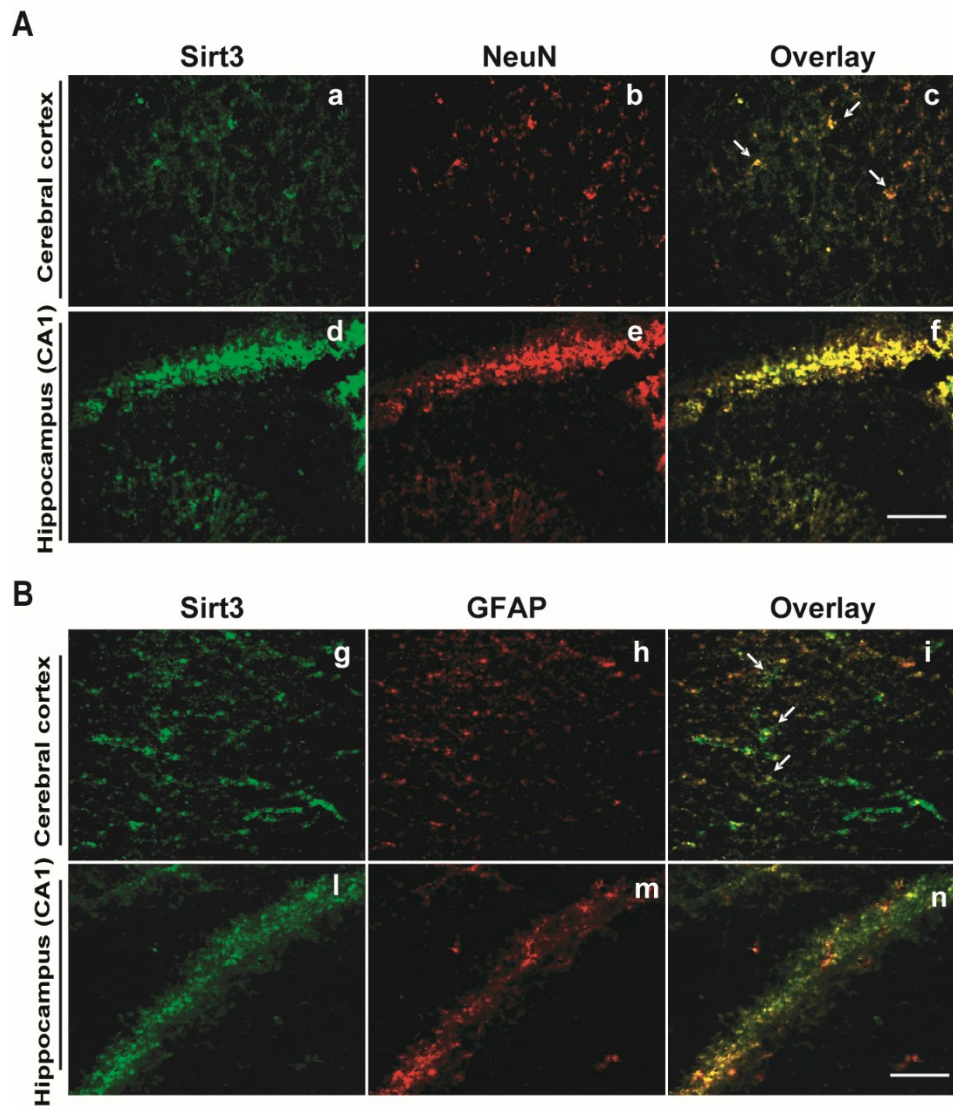 A
Sirt3 NeuN Overlay
Cerebral cortex
a b c
Hippocampus (CA1)
d e f
B
Sirt3 GFAP Overlay
Cerebral cortex
g h i
Hippocampus (CA1)
l m n